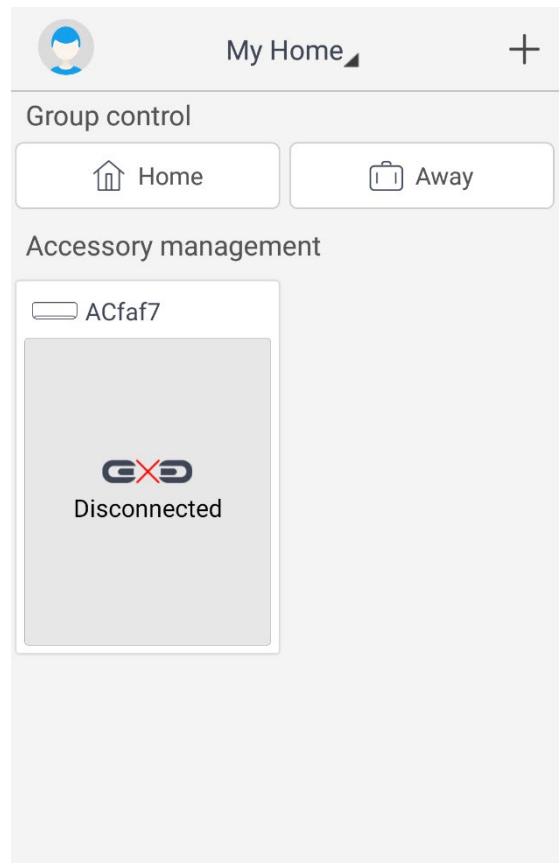 My Home
Group control
Home
Away
Accessory management
ACfaf7
Disconnected